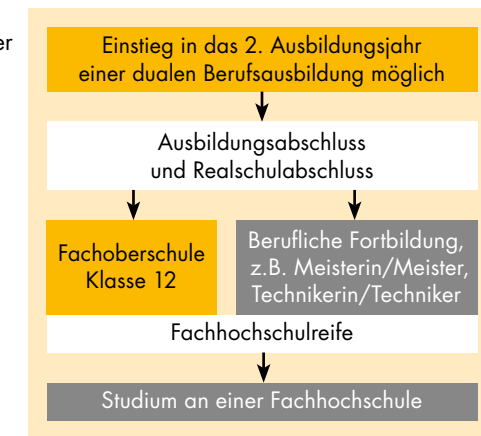 er
Einstieg in das 2. Ausbildungsjahr
einer dualen Berufsausbildung möglich
Ausbildungsabschluss
und Realschulabschluss
Fachoberschule
Klasse 12
Berufliche Fortbildung,
z.B. Meisterin/Meister,
Technikerin/Techniker
Fachhochschulreife
Studium an einer Fachhochschule